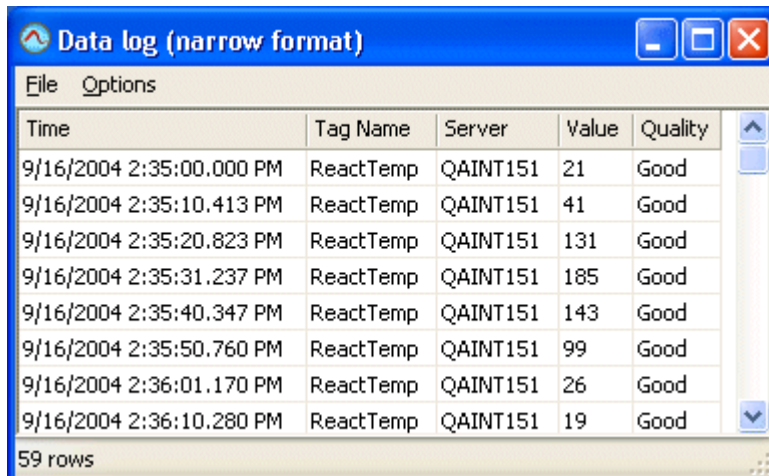 Data log (narrow format)
File Options
Time Tag Name Server Value Quality
9/16/2004 2:35:00.000 PM ReactTemp QAINT151 21 Good
9/16/2004 2:35:10.413 PM ReactTemp QAINT151 41 Good
9/16/2004 2:35:20.823 PM ReactTemp QAINT151 131 Good
9/16/2004 2:35:31.237 PM ReactTemp QAINT151 185 Good
9/16/2004 2:35:40.347 PM ReactTemp QAINT151 143 Good
9/16/2004 2:35:50.760 PM ReactTemp QAINT151 99 Good
9/16/2004 2:36:01.170 PM ReactTemp QAINT151 26 Good
9/16/2004 2:36:10.280 PM ReactTemp QAINT151 19 Good
59 rows